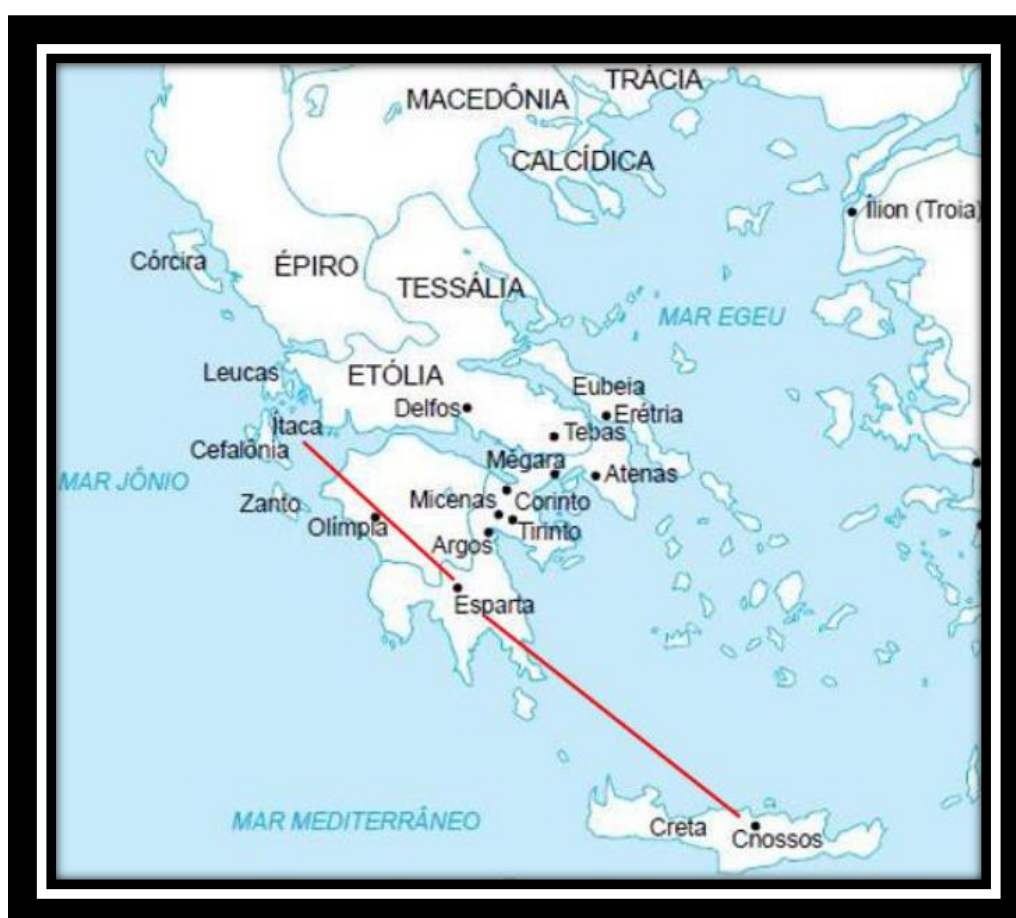 TRÁCIA
MACEDÔNIA
CALCÍDICA
Ílion (Troia)
Córcira
ÉPIRO
TESSÁLIA
MAR EGEU
Leucas
ETÓLIA
Eubeia
Delfos
Erétria
Ítaca
Tebas
Cefalônia
Mégara
Atenas
MAR JÔNIO
Zanto
Micenas
Corinto
Olímpia
Tirinto
Argos
Esparta
MAR MEDITERRÂNEO
Creta
Cnossos